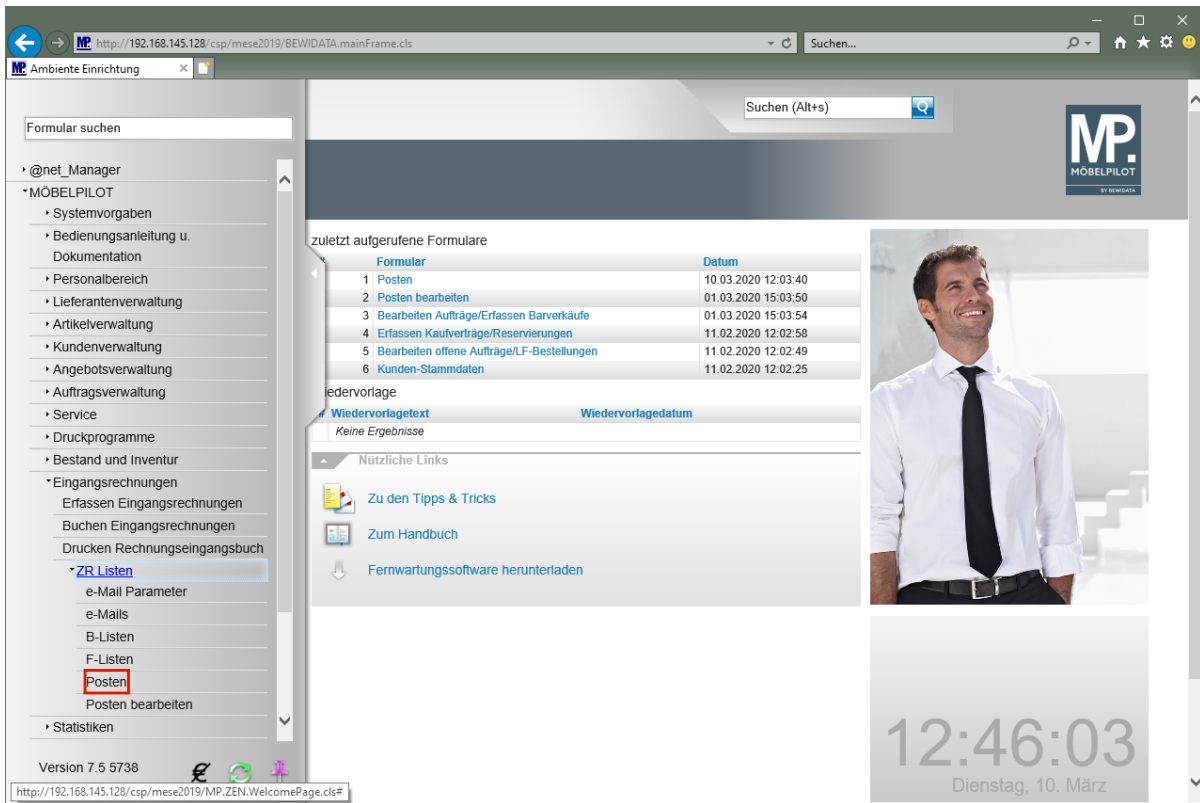 http://192.168.145.128/csp/mese2019/BEWIDATA.mainFrame.cls
Suchen...
MP. Ambiente Einrichtung
Suchen (Alt+s)
MP.
MÖBELPILOT
BY BEWIDATA
Formular suchen
@net_Manager
MÖBELPILOT
Systemvorgaben
Bedienungsanleitung u.
Dokumentation
Personalbereich
Lieferantenverwaltung
Artikelverwaltung
Kundenverwaltung
Angebotsverwaltung
Auftragsverwaltung
Service
Druckprogramme
Bestand und Inventur
Eingangsrechnungen
Erfassen Eingangsrechnungen
Buchen Eingangsrechnungen
Drucken Rechnungseingangsbuch
ZR Listen
e-Mail Parameter
e-Mails
B-Listen
F-Listen
Posten
Posten bearbeiten
Statistiken
Version 7.5 5738
http://192.168.145.128/csp/mese2019/MP.ZEN.WelcomePage.cls#
zuletzt aufgerufene Formulare
Formular Datum
1 Posten 10.03.2020 12:03:40
2 Posten bearbeiten 01.03.2020 15:03:50
3 Bearbeiten Aufträge/Erfassen Barverkäufe 01.03.2020 15:03:54
4 Erfassen Kaufverträge/Reservierungen 11.02.2020 12:02:58
5 Bearbeiten offene Aufträge/LF-Bestellungen 11.02.2020 12:02:49
6 Kunden-Stammdaten 11.02.2020 12:02:25
iedervorlage
# Wiedervorlagetext Wiedervorlagedatum
Keine Ergebnisse
Nützliche Links
Zu den Tipps & Tricks
Zum Handbuch
Fernwartungssoftware herunterladen
12:46:03
Dienstag, 10. März